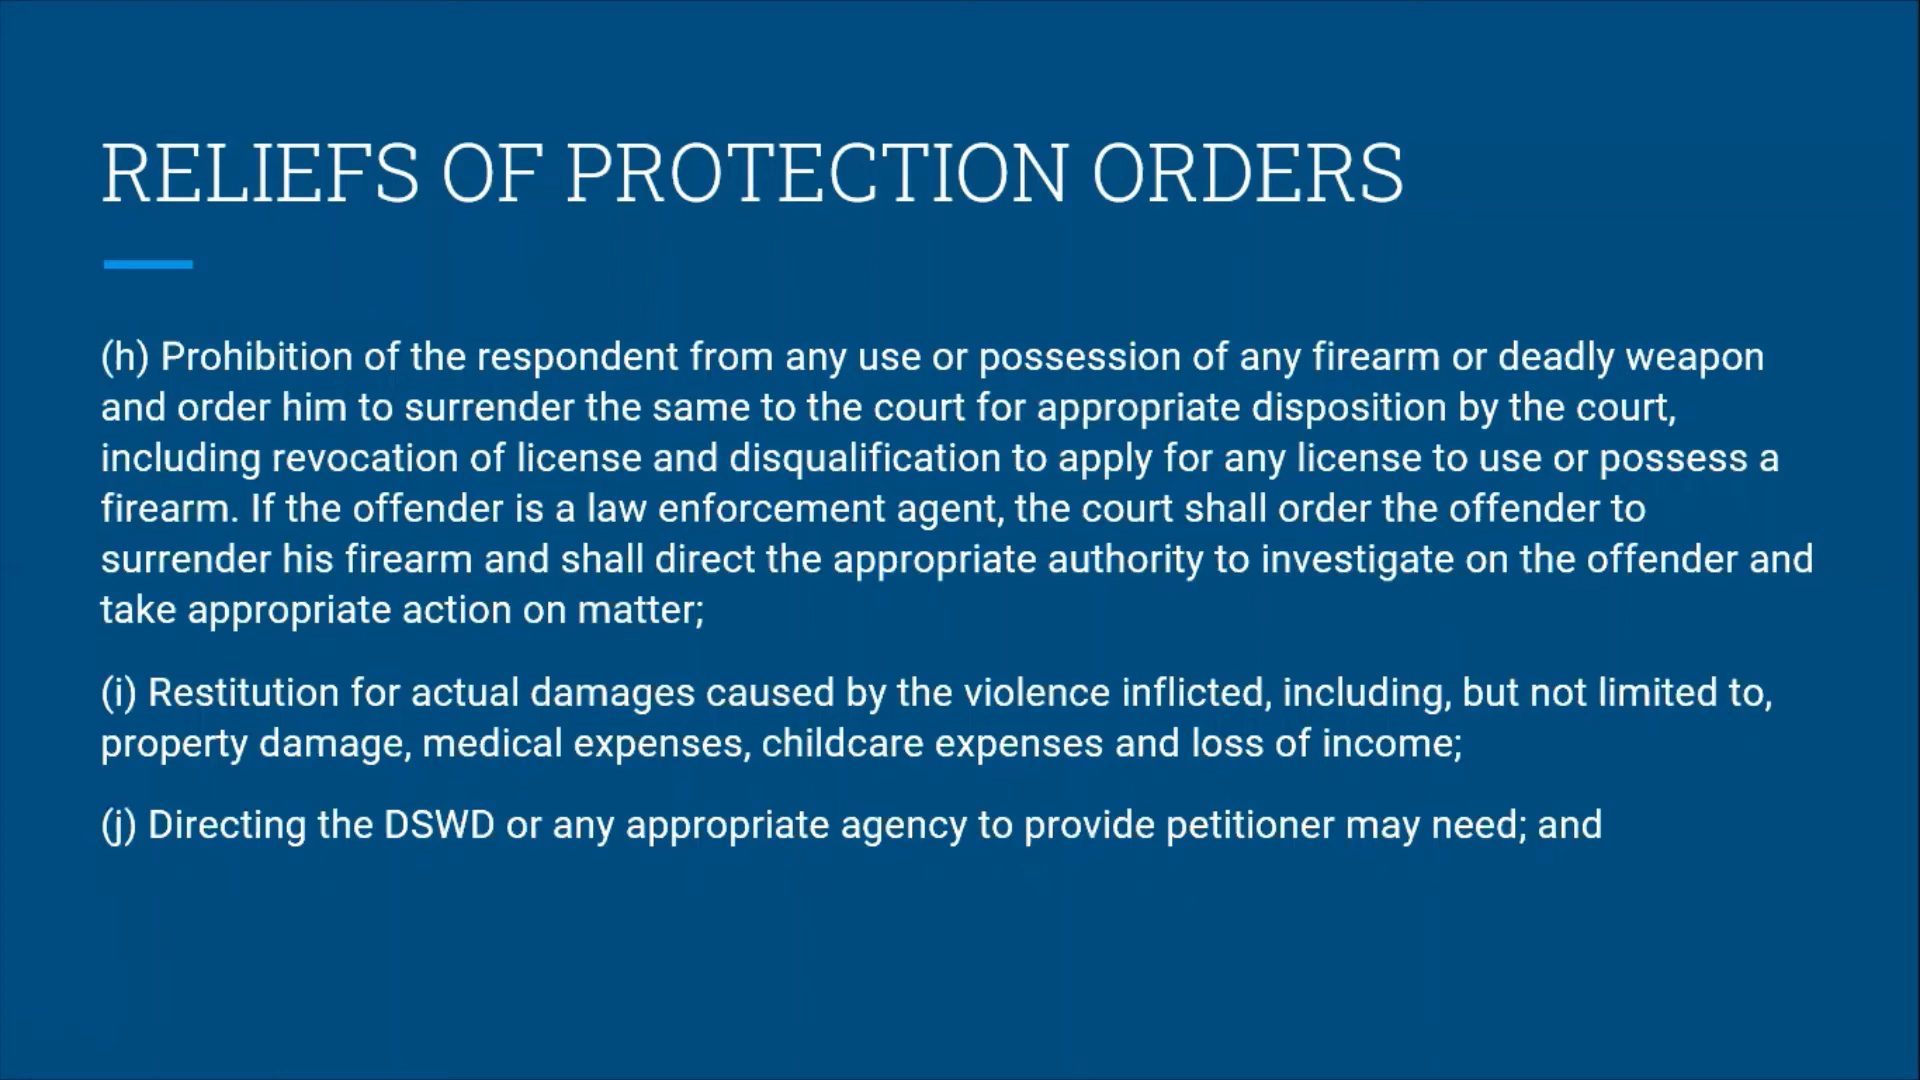 RELIEFS OF PROTECTION ORDERS
(h) Prohibition of the respondent from any use or possession of any firearm or deadly weapon
and order him to surrender the same to the court for appropriate disposition by the court,
including revocation of license and disqualification to apply for any license to use or possess a
firearm. If the offender is a law enforcement agent, the court shall order the offender to
surrender his firearm and shall direct the appropriate authority to investigate on the offender and
take appropriate action on matter;
(i) Restitution for actual damages caused by the violence inflicted, including, but not limited to,
property damage, medical expenses, childcare expenses and loss of income;
(j) Directing the DSWD or any appropriate agency to provide petitioner may need; and